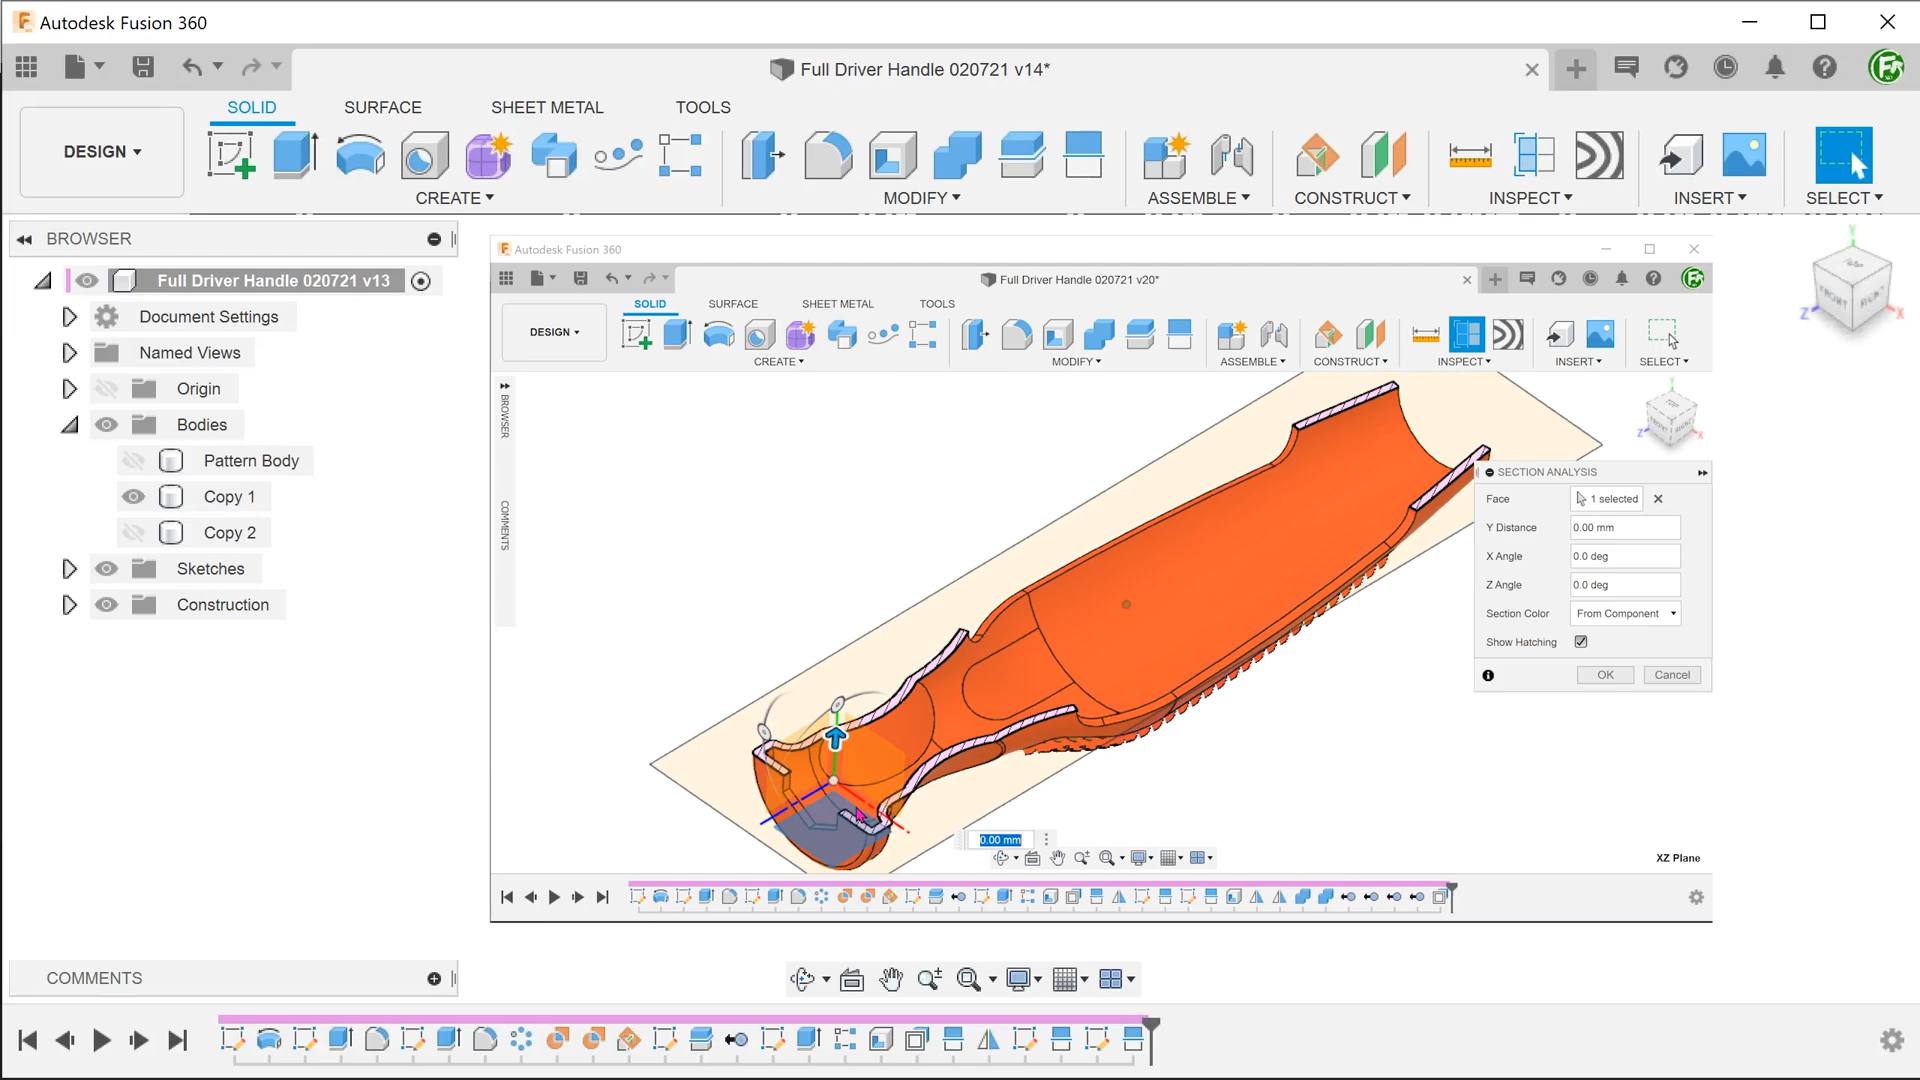 Autodesk Fusion 360
Full Driver Handle 020721 v14*
SOLID SURFACE SHEET METAL TOOLS
DESIGN
CREATE MODIFY ASSEMBLE CONSTRUCT INSPECT INSERT SELECT
BROWSER
Full Driver Handle 020721 v13
Document Settings
Named Views
Origin
Bodies
Pattern Body
Copy 1
Copy 2
Sketches
Construction
FRONT RIGHT
Z X Y
Autodesk Fusion 360
Full Driver Handle 020721 v20*
SOLID SURFACE SHEET METAL TOOLS
DESIGN
CREATE MODIFY ASSEMBLE CONSTRUCT INSPECT INSERT SELECT
BROWSER
COMMENTS
TOP
SECTION ANALYSIS
Face 1 selected
Y Distance 0.00 mm
X Angle 0.0 deg
Z Angle 0.0 deg
Section Color From Component
Show Hatching
OK Cancel
0.00 mm
XZ Plane
COMMENTS